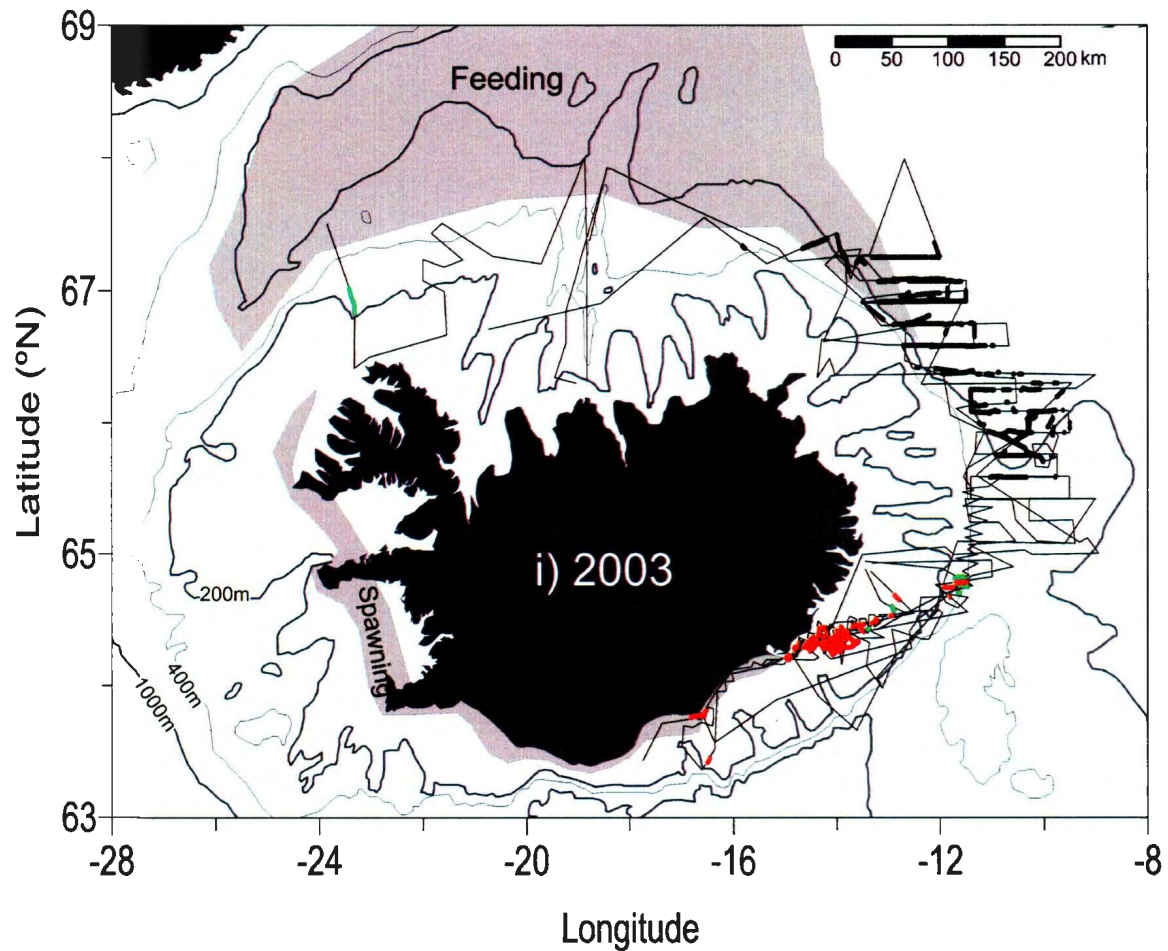 69
Feeding
0 50 100 150 200 km
67
Latitude (ºN)
65
i) 2003
200m
Spawning
400m
1000m
63
-28 -24 -20 -16 -12 -8
Longitude